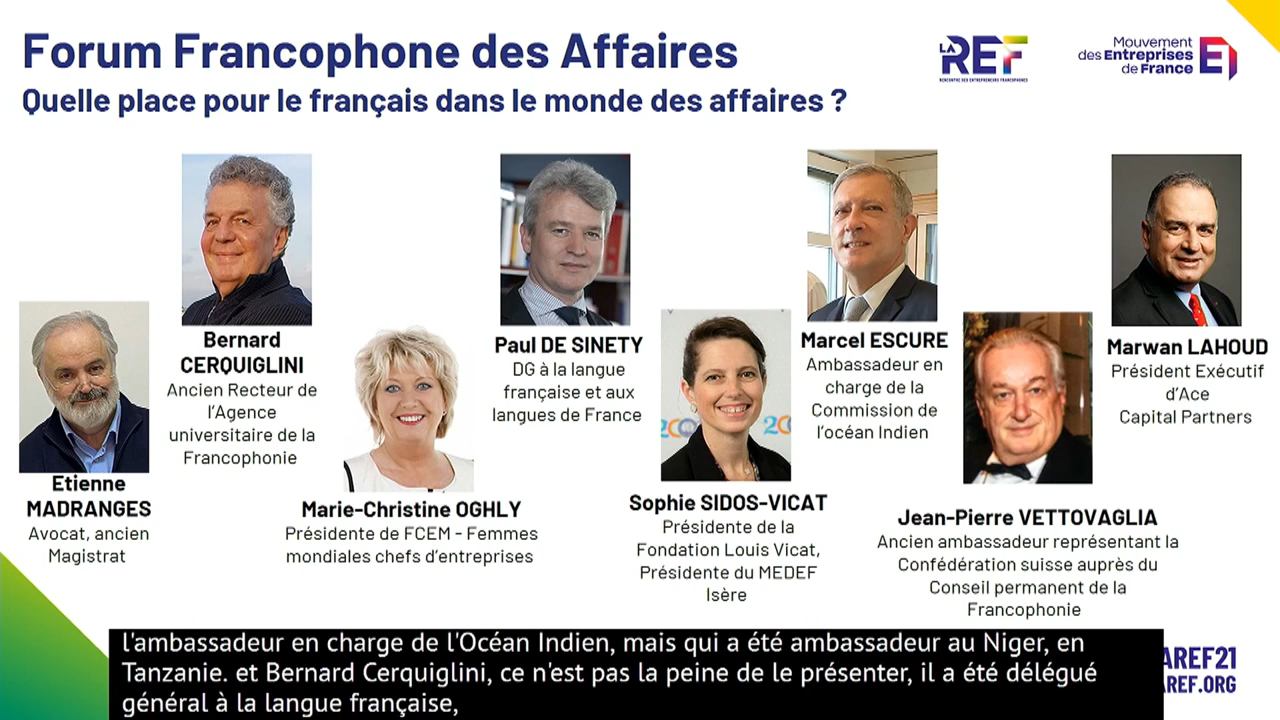 Forum Francophone des Affaires
Quelle place pour le français dans le monde des affaires ?
LA REF
RENCONTRE DES ENTREPRENEURS FRANCOPHONES
Mouvement
des Entreprises
de France
Etienne
MADRANGES
Avocat, ancien
Magistrat
Bernard
CERQUIGLINI
Ancien Recteur de
l’Agence
universitaire de la
Francophonie
Marie-Christine OGHLY
Présidente de FCEM - Femmes
mondiales chefs d’entreprises
Paul DE SINETY
DG à la langue
française et aux
langues de France
Sophie SIDOS-VICAT
Présidente de la
Fondation Louis Vicat,
Présidente du MEDEF
Isère
Marcel ESCURE
Ambassadeur en
charge de la
Commission de
l’océan Indien
Jean-Pierre VETTOVAGLIA
Ancien ambassadeur représentant la
Confédération suisse auprès du
Conseil permanent de la
Francophonie
Marwan LAHOUD
Président Exécutif
d’Ace
Capital Partners
AREF21
AREF.ORG
l'ambassadeur en charge de l'Océan Indien, mais qui a été ambassadeur au Niger, en
Tanzanie. et Bernard Cerquiglini, ce n'est pas la peine de le présenter, il a été délégué
général à la langue française,